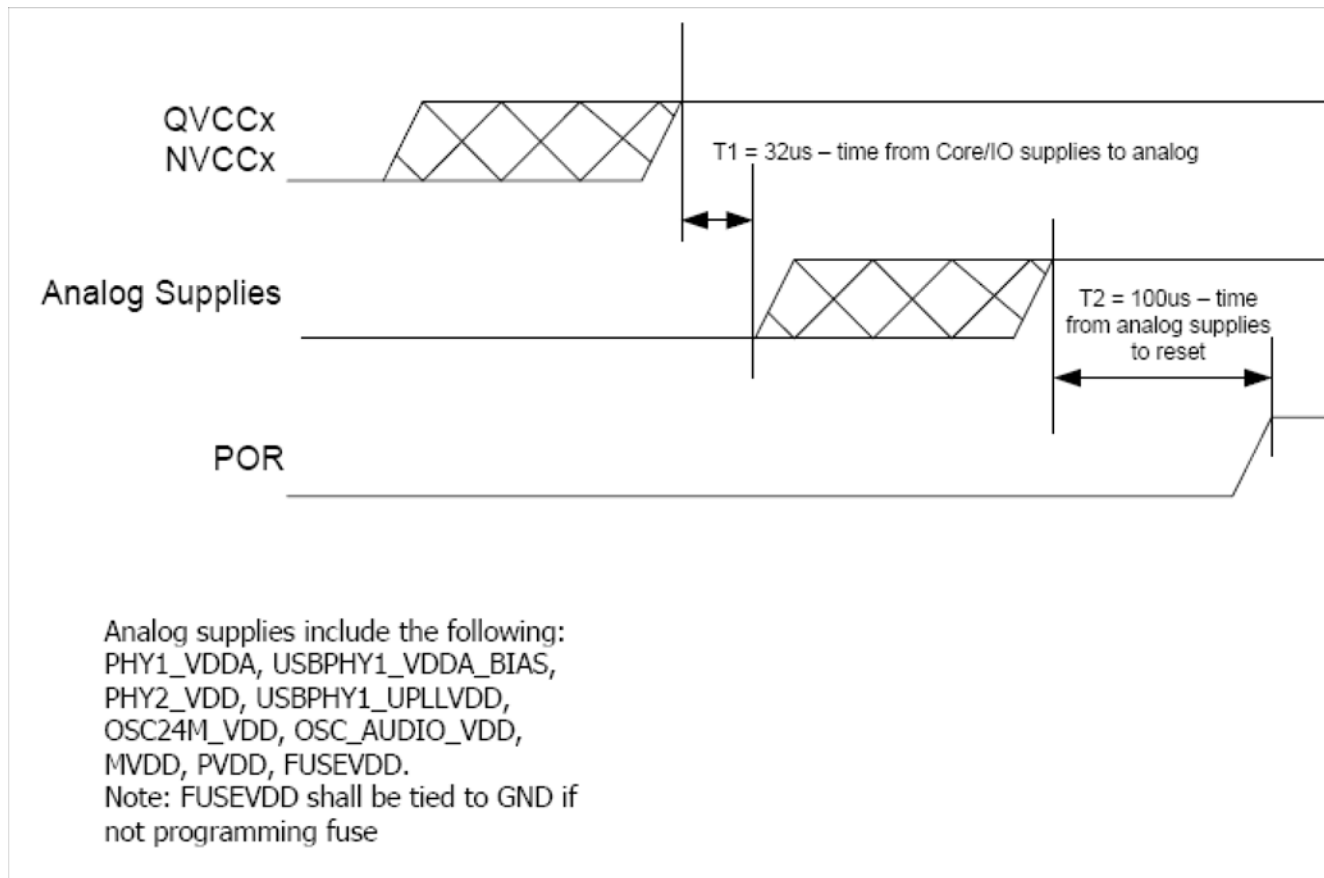 QVCCx
NVCCx
T1 = 32us – time from Core/IO supplies to analog
Analog Supplies
T2 = 100us – time
from analog supplies
to reset
POR
Analog supplies include the following:
PHY1_VDDA, USBPHY1_VDDA_BIAS,
PHY2_VDD, USBPHY1_UPLLVDD,
OSC24M_VDD, OSC_AUDIO_VDD,
MVDD, PVDD, FUSEVDD.
Note: FUSEVDD shall be tied to GND if
not programming fuse